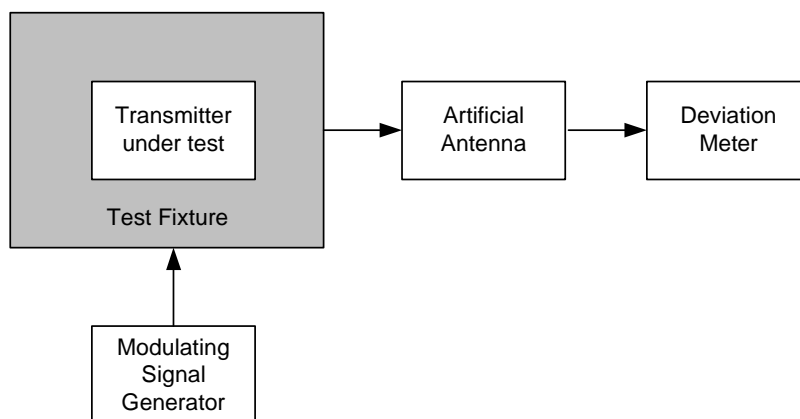 Transmitter
under test
Test Fixture
Artificial
Antenna
Deviation
Meter
Modulating
Signal
Generator